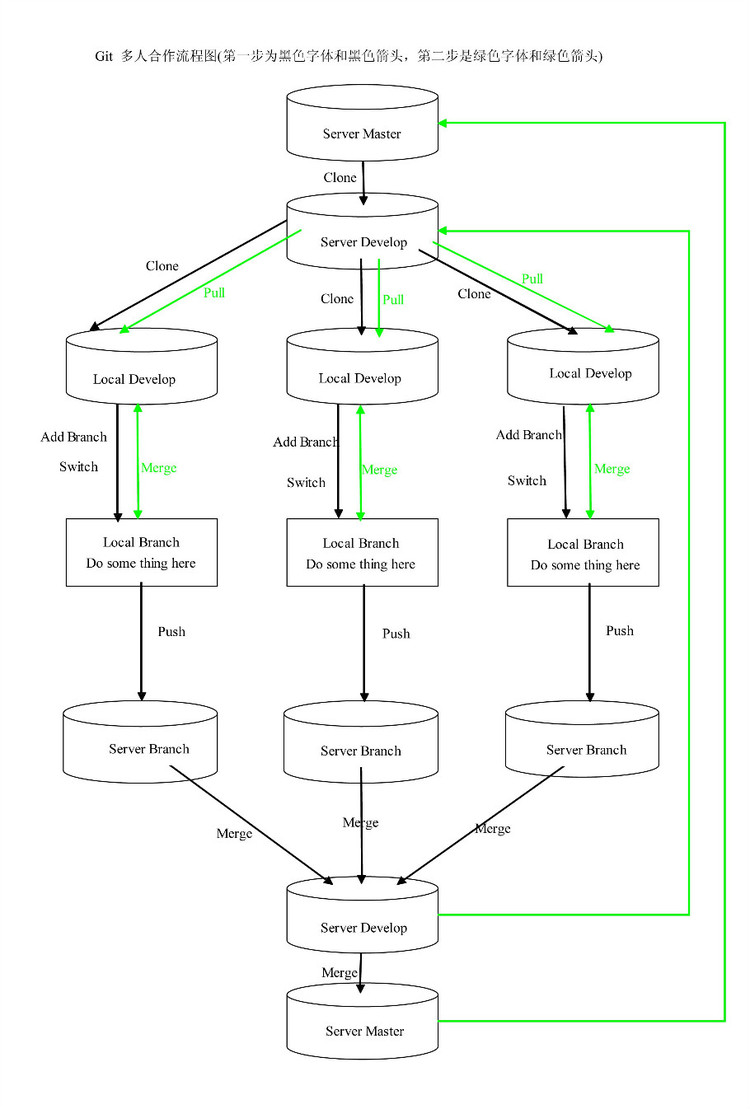 Git 多人合作流程图(第一步为黑色字体和黑色箭头，第二步是绿色字体和绿色箭头)
Server Master
Clone
Server Develop
Clone
Pull
Clone
Pull
Clone
Pull
Local Develop
Local Develop
Local Develop
Add Branch
Switch
Merge
Add Branch
Switch
Merge
Add Branch
Switch
Merge
Local Branch
Do some thing here
Local Branch
Do some thing here
Local Branch
Do some thing here
Push
Push
Push
Server Branch
Server Branch
Server Branch
Merge
Merge
Merge
Server Develop
Merge
Server Master